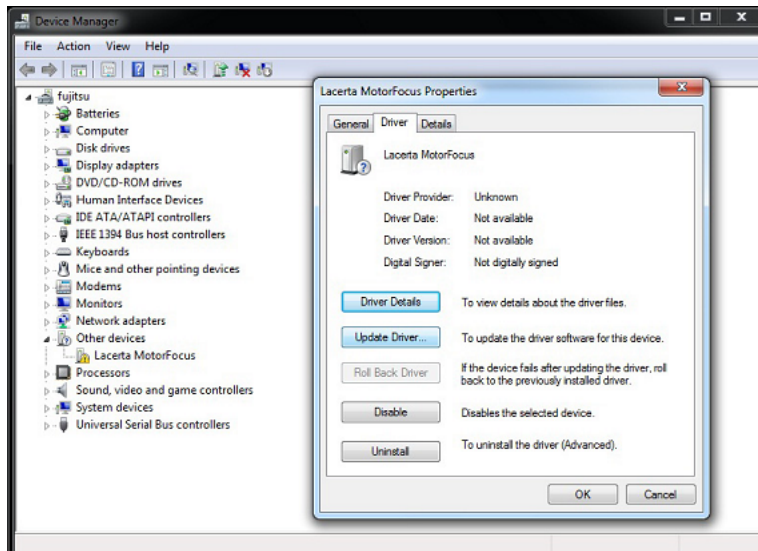 Device Manager
File Action View Help
fujitsu
Batteries
Computer
Disk drives
Display adapters
DVD/CD-ROM drives
Human Interface Devices
IDE ATA/ATAPI controllers
IEEE 1394 Bus host controllers
Keyboards
Mice and other pointing devices
Modems
Monitors
Network adapters
Other devices
Lacerta MotorFocus
Processors
Sound, video and game controllers
System devices
Universal Serial Bus controllers
Lacerta MotorFocus Properties
General Driver Details
Lacerta MotorFocus
Driver Provider: Unknown
Driver Date: Not available
Driver Version: Not available
Digital Signer: Not digitally signed
Driver Details To view details about the driver files.
Update Driver... To update the driver software for this device.
Roll Back Driver If the device fails after updating the driver, roll
back to the previously installed driver.
Disable Disables the selected device.
Uninstall To uninstall the driver (Advanced).
OK Cancel